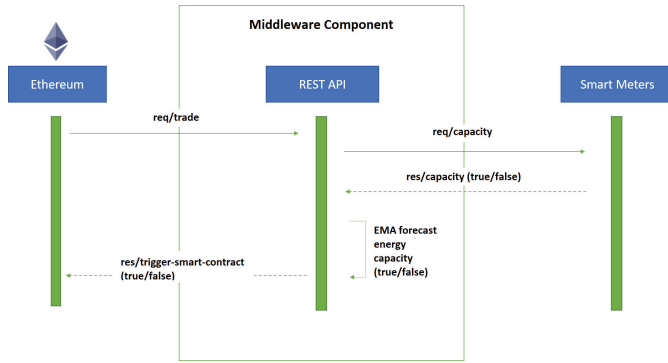 Middleware Component
Ethereum
REST API
Smart Meters
req/trade
req/capacity
res/capacity (true/false)
EMA forecast
energy
capacity
(true/false)
res/trigger-smart-contract
(true/false)